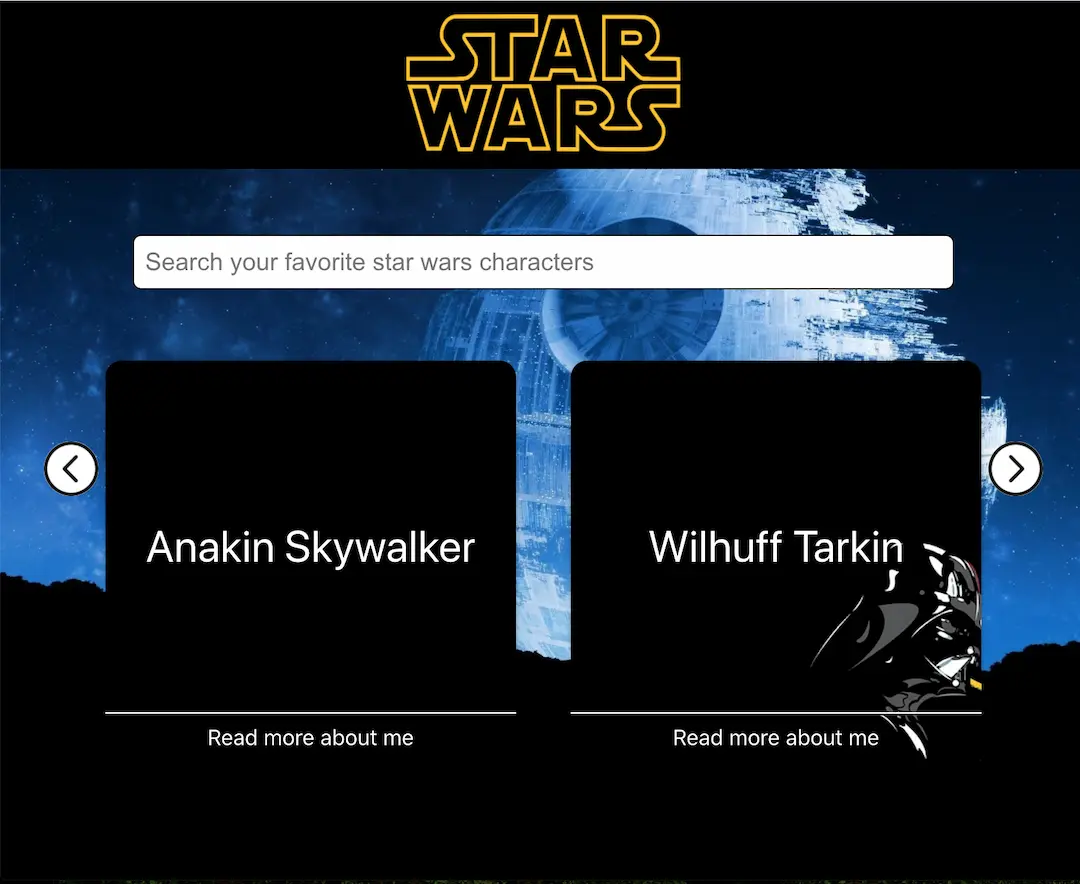 STAR
WARS
Search your favorite star wars characters
Anakin Skywalker
Wilhuff Tarkin
Read more about me
Read more about me